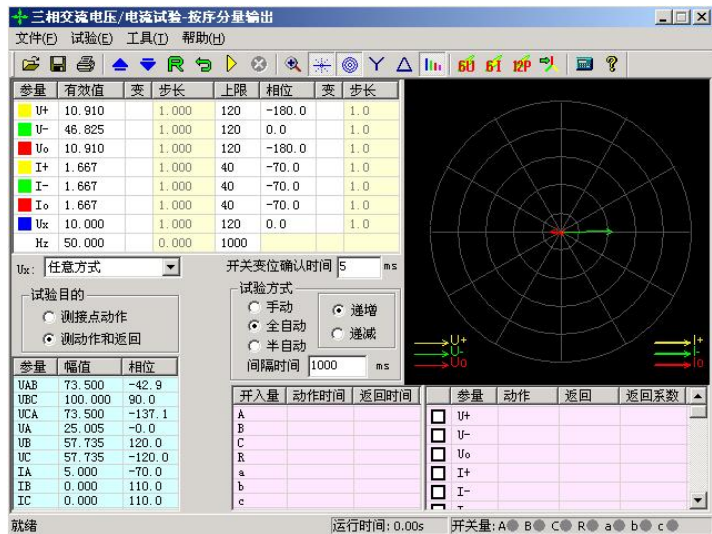 三相交流电压/电流试验-按序分量输出
文件(F) 试验(E) 工具(T) 帮助(H)
6U 6I 12P
参量 有效值 变 步长 上限 相位 变 步长
U+ 10.910 1.000 120 -180.0 1.0
U- 46.825 1.000 120 0.0 1.0
Uo 10.910 1.000 120 -180.0 1.0
I+ 1.667 1.000 40 -70.0 1.0
I- 1.667 1.000 40 -70.0 1.0
Io 1.667 1.000 40 -70.0 1.0
Ux 10.000 1.000 120 0.0 1.0
Hz 50.000 0.000 1000
Ux: 任意方式 开关变位确认时间 5 ms
试验目的
测接点动作
测动作和返回
试验方式
手动
全自动
半自动
递增
递减
间隔时间 1000 ms
U+
U-
Uo
I+
I-
Io
参量 幅值 相位
UAB 73.500 -42.9
UBC 100.000 90.0
UCA 73.500 -137.1
UA 25.005 -0.0
UB 57.735 120.0
UC 57.735 -120.0
IA 5.000 -70.0
IB 0.000 110.0
IC 0.000 110.0
开入量 动作时间 返回时间
A
B
C
R
a
b
c
参量 动作 返回 返回系数
U+
U-
Uo
I+
I-
就绪 运行时间: 0.00s 开关量: A B C R a b c